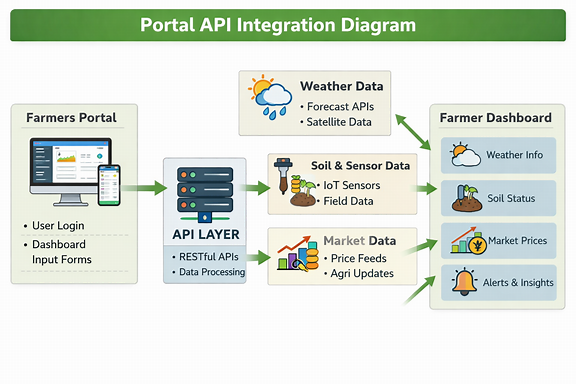 Portal API Integration Diagram
Farmers Portal
• User Login
• Dashboard
Input Forms
API LAYER
• RESTful APIs
• Data Processing
Weather Data
• Forecast APIs
• Satellite Data
Soil & Sensor Data
• IoT Sensors
• Field Data
Market Data
• Price Feeds
• Agri Updates
Farmer Dashboard
Weather Info
Soil Status
Market Prices
Alerts & Insights